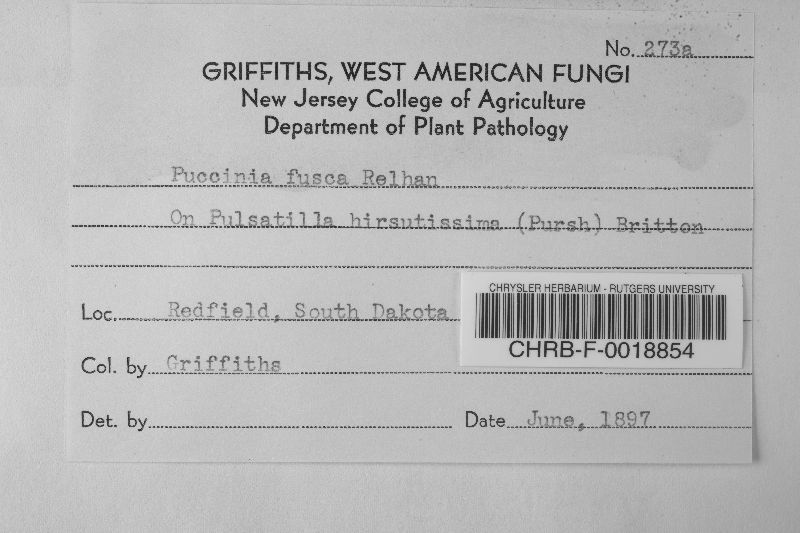 No. 273a
GRIFFITHS, WEST AMERICAN FUNGI
New Jersey College of Agriculture
Department of Plant Pathology
Puccinia fusca Relhan
On Pulsatilla hirsutissima (Pursh) Britton
Loc. Redfield, South Dakota
CHRYSLER HERBARIUM - RUTGERS UNIVERSITY
CHRB-F-0018854
Col. by Griffiths
Det. by
Date June, 1897